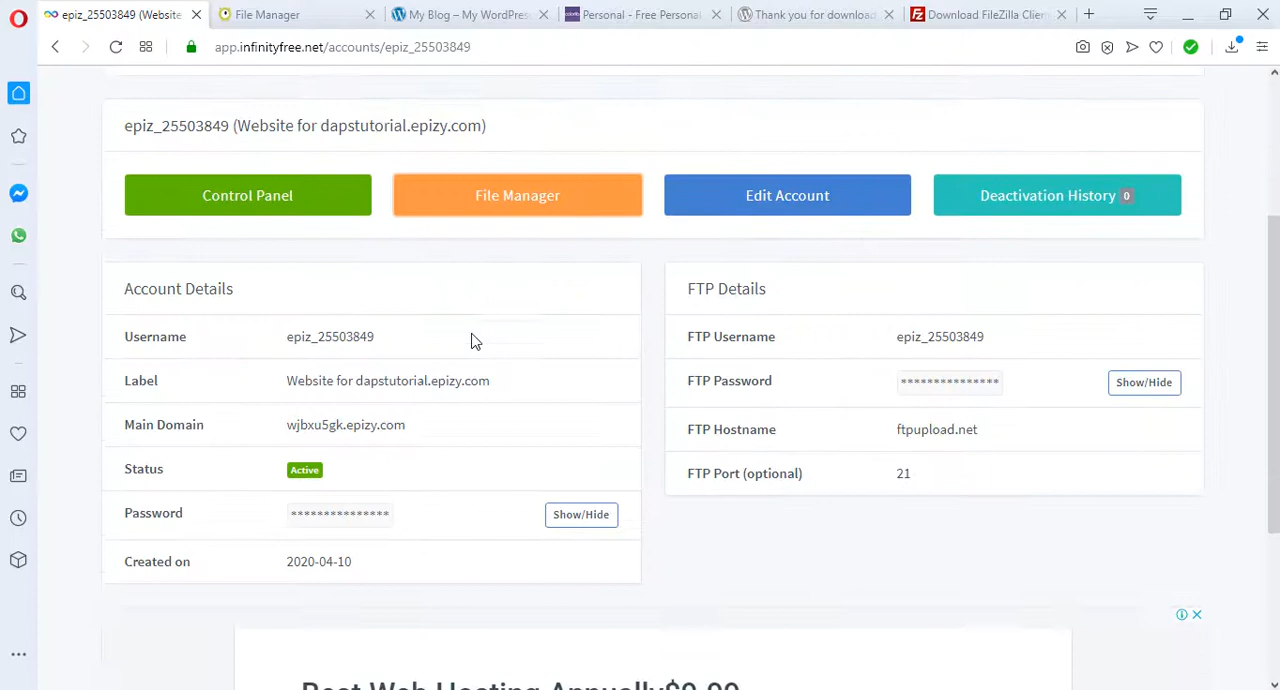 epiz_25503849 (Website
File Manager
My Blog – My WordPres
Personal - Free Personal
Thank you for download
Download FileZilla Clien
app.infinityfree.net/accounts/epiz_25503849
epiz_25503849 (Website for dapstutorial.epizy.com)
Control Panel
File Manager
Edit Account
Deactivation History 0
Account Details
Username epiz_25503849
Label Website for dapstutorial.epizy.com
Main Domain wjbxu5gk.epizy.com
Status Active
Password *************** Show/Hide
Created on 2020-04-10
FTP Details
FTP Username epiz_25503849
FTP Password *************** Show/Hide
FTP Hostname ftpupload.net
FTP Port (optional) 21
Best Web Hosting Annually $9.99